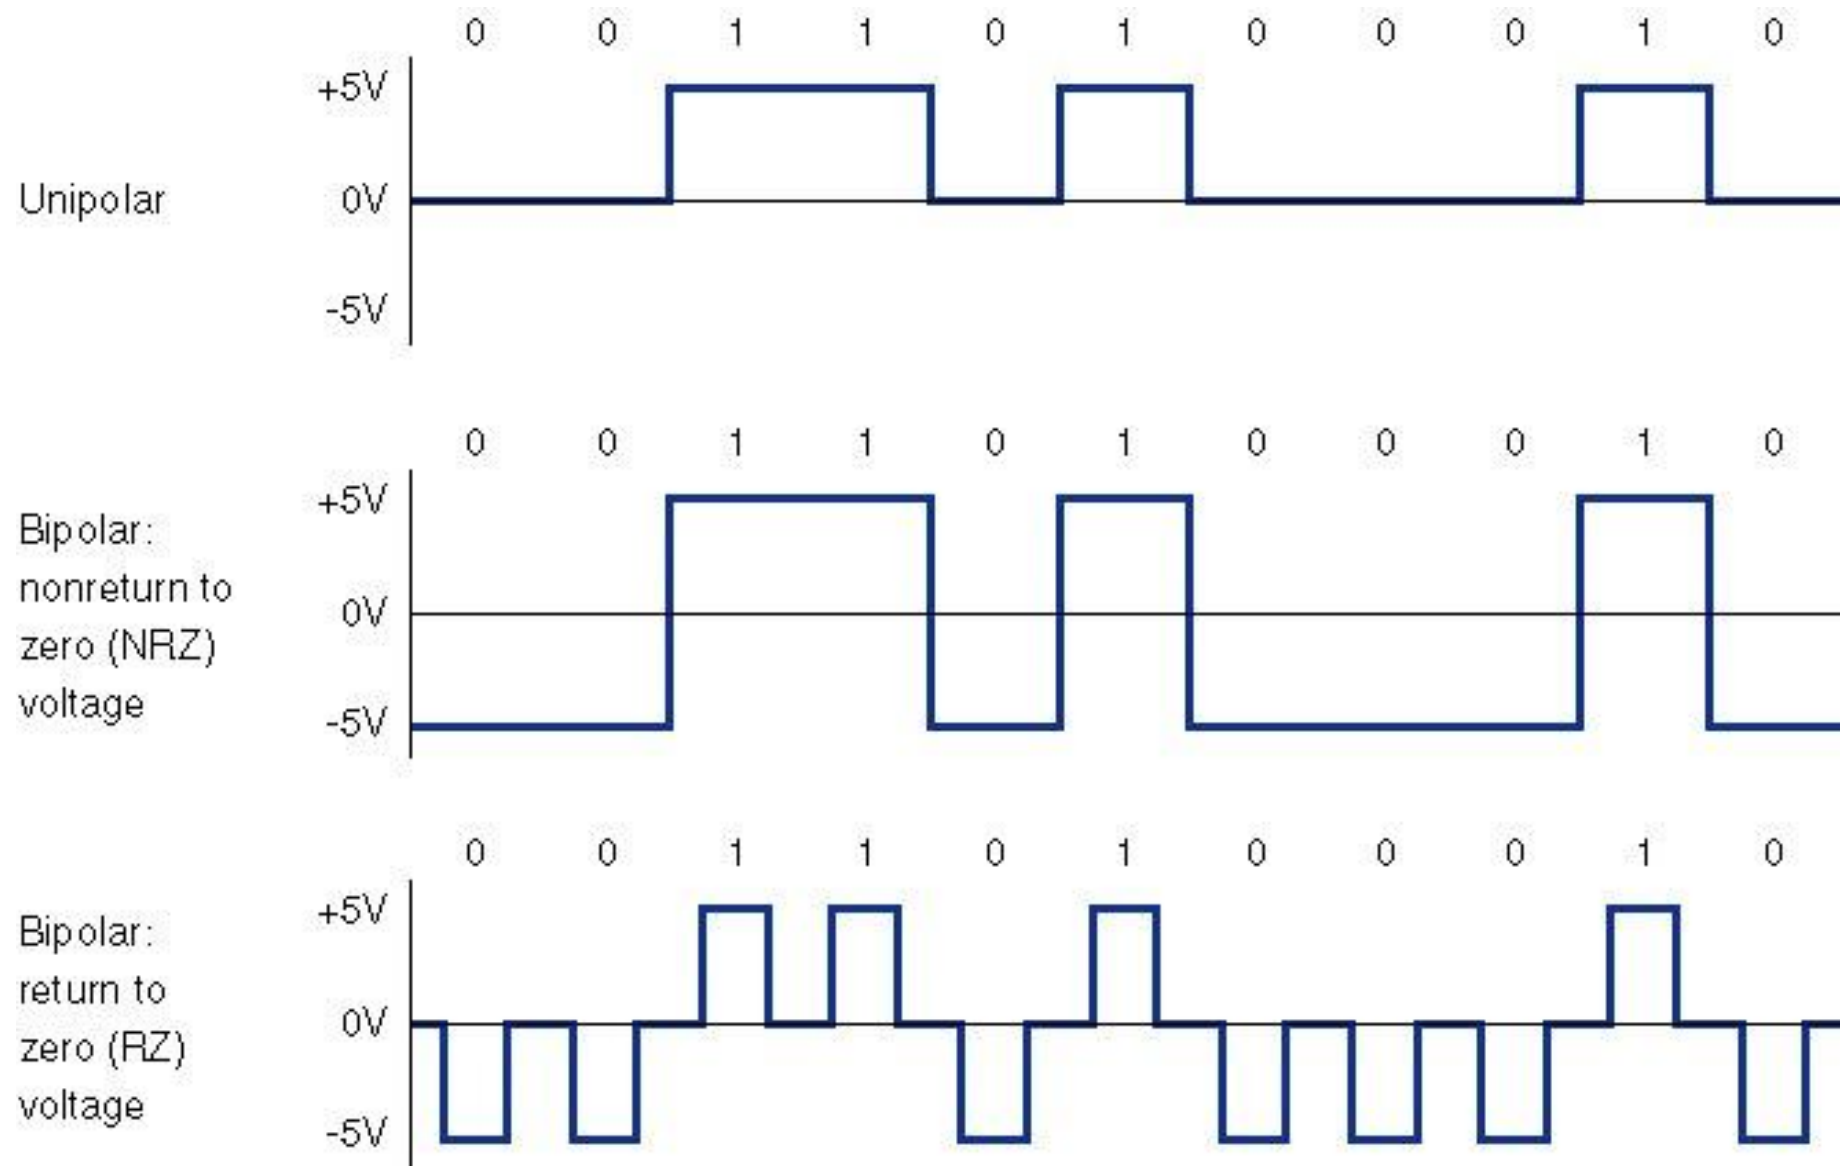 0 0 1 1 0 1 0 0 0 1 0
+5V
Unipolar 0V
-5V
0 0 1 1 0 1 0 0 0 1 0
+5V
Bipolar:
nonreturn to
0V
zero (NRZ)
voltage
-5V
0 0 1 1 0 1 0 0 0 1 0
+5V
Bipolar:
return to
0V
zero (RZ)
voltage
-5V